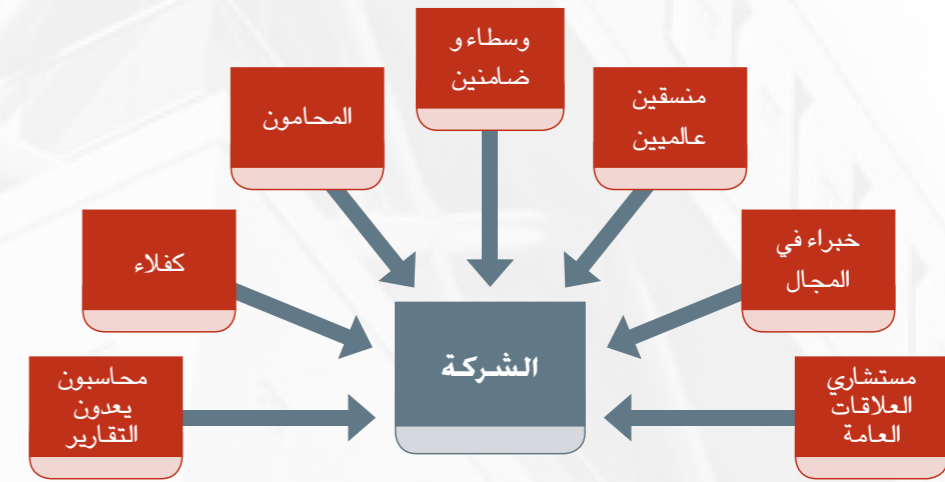 وسطاء و
ضامنين
منسقين
عالميين
المحامون
خبراء في
المجال
كفلاء
الشركة
مستشاري
العلاقات
العامة
محاسبون
يعدون
التقارير